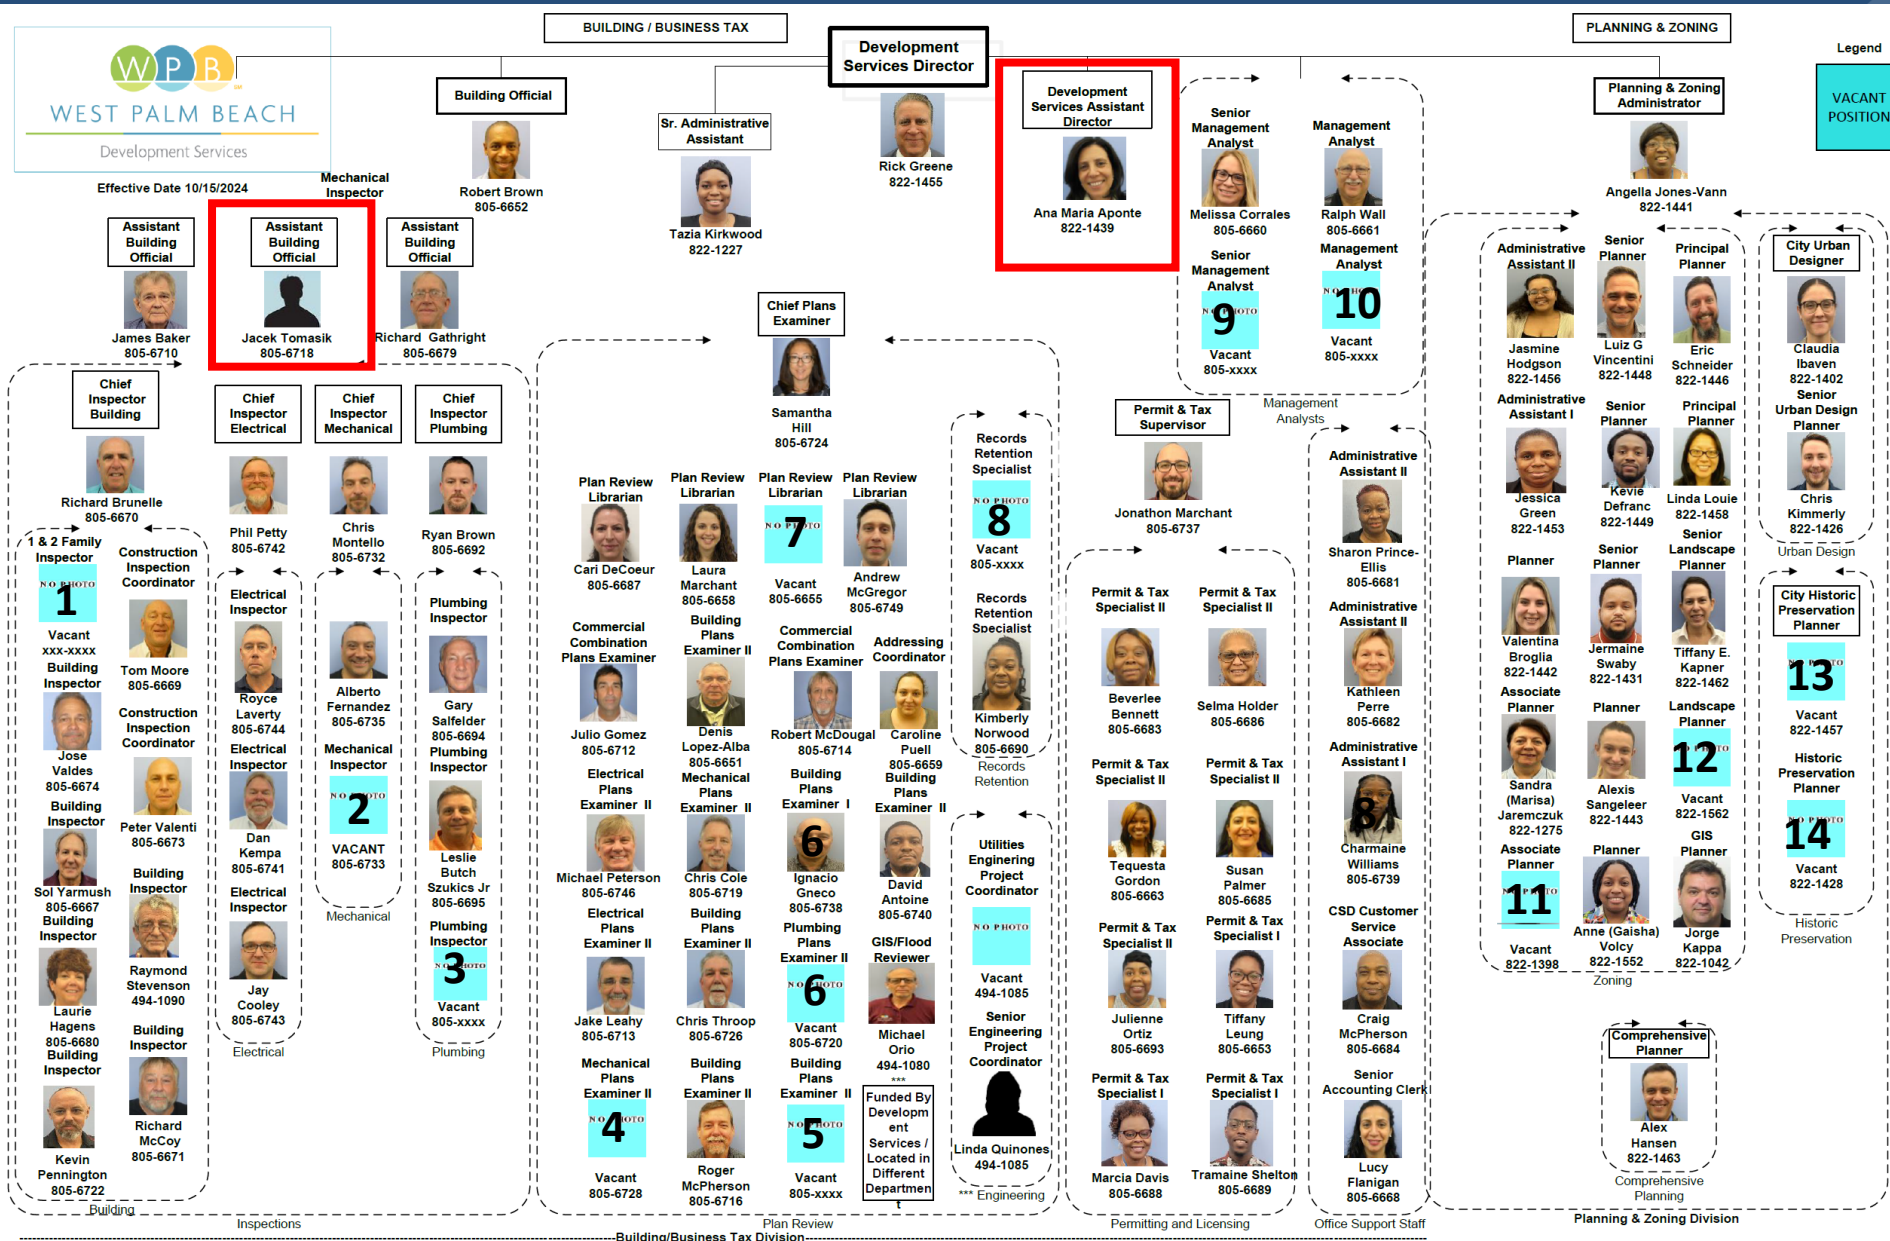 BUILDING / BUSINESS TAX
PLANNING & ZONING
Development
Services Director
Legend
VACANT
POSITION
WPB
WEST PALM BEACH
Development Services
Effective Date 10/15/2024
Rick Greene
822-1455
Building Official
Robert Brown
805-6652
Sr. Administrative
Assistant
Tazia Kirkwood
822-1227
Development
Services Assistant
Director
Ana Maria Aponte
822-1439
Senior
Management
Analyst
Melissa Corrales
805-6660
Management
Analyst
Ralph Wall
805-6661
Senior
Management
Analyst
NO PHOTO
9
Vacant
805-xxxx
Management
Analyst
NO PHOTO
10
Vacant
805-xxxx
Management
Analysts
Planning & Zoning
Administrator
Angella Jones-Vann
822-1441
Mechanical
Inspector
Assistant
Building
Official
James Baker
805-6710
Assistant
Building
Official
Jacek Tomasik
805-6718
Assistant
Building
Official
Richard Gathright
805-6679
Chief
Inspector
Building
Richard Brunelle
805-6670
Chief
Inspector
Electrical
Phil Petty
805-6742
Chief
Inspector
Mechanical
Chris
Montello
805-6732
Chief
Inspector
Plumbing
Ryan Brown
805-6692
1 & 2 Family
Inspector
NO PHOTO
1
Vacant
xxx-xxxx
Building
Inspector
Jose
Valdes
805-6674
Building
Inspector
Sol Yarmush
805-6667
Building
Inspector
Laurie
Hagens
805-6680
Building
Inspector
Kevin
Pennington
805-6722
Construction
Inspection
Coordinator
Tom Moore
805-6669
Construction
Inspection
Coordinator
Peter Valenti
805-6673
Building
Inspector
Raymond
Stevenson
494-1090
Building
Inspector
Richard
McCoy
805-6671
Building
Electrical
Inspector
Royce
Laverty
805-6744
Electrical
Inspector
Dan
Kempa
805-6741
Electrical
Inspector
Jay
Cooley
805-6743
Electrical
Alberto
Fernandez
805-6735
Mechanical
Inspector
NO PHOTO
2
VACANT
805-6733
Mechanical
Plumbing
Inspector
Gary
Salfelder
805-6694
Plumbing
Inspector
Leslie
Butch
Szukics Jr
805-6695
Plumbing
Inspector
NO PHOTO
3
Vacant
805-xxxx
Plumbing
Inspections
Chief Plans
Examiner
Samantha
Hill
805-6724
Plan Review
Librarian
Cari DeCoeur
805-6687
Plan Review
Librarian
Laura
Marchant
805-6658
Plan Review
Librarian
NO PHOTO
7
Vacant
805-6655
Plan Review
Librarian
Andrew
McGregor
805-6749
Commercial
Combination
Plans Examiner
Julio Gomez
805-6712
Building
Plans
Examiner II
Denis
Lopez-Alba
805-6651
Commercial
Combination
Plans Examiner
Robert McDougal
805-6714
Addressing
Coordinator
Caroline
Puell
805-6659
Electrical
Plans
Examiner II
Michael Peterson
805-6746
Mechanical
Plans
Examiner II
Chris Cole
805-6719
Building
Plans
Examiner I
6
Ignacio
Gneco
805-6738
Building
Plans
Examiner II
David
Antoine
805-6740
Electrical
Plans
Examiner II
Jake Leahy
805-6713
Building
Plans
Examiner II
Chris Throop
805-6726
Plumbing
Plans
Examiner II
NO PHOTO
6
Vacant
805-6720
GIS/Flood
Reviewer
Michael
Orio
494-1080
***
Mechanical
Plans
Examiner II
NO PHOTO
4
Vacant
805-6728
Building
Plans
Examiner II
Roger
McPherson
805-6716
Building
Plans
Examiner II
NO PHOTO
5
Vacant
805-xxxx
Funded By
Developm
ent
Services /
Located in
Different
Departmen
t
Plan Review
Records
Retention
Specialist
NO PHOTO
8
Vacant
805-xxxx
Records
Retention
Specialist
Kimberly
Norwood
805-6690
Records
Retention
Utilities
Enginering
Project
Coordinator
NO PHOTO
Vacant
494-1085
Senior
Engineering
Project
Coordinator
Linda Quinones
494-1085
*** Engineering
Permit & Tax
Supervisor
Jonathon Marchant
805-6737
Permit & Tax
Specialist II
Beverlee
Bennett
805-6683
Permit & Tax
Specialist II
Selma Holder
805-6686
Permit & Tax
Specialist II
Tequesta
Gordon
805-6663
Permit & Tax
Specialist II
Susan
Palmer
805-6685
Permit & Tax
Specialist II
Julienne
Ortiz
805-6693
Permit & Tax
Specialist I
Tiffany
Leung
805-6653
Permit & Tax
Specialist I
Marcia Davis
805-6688
Permit & Tax
Specialist I
Tramaine Shelton
805-6689
Permitting and Licensing
Administrative
Assistant II
Sharon Prince-
Ellis
805-6681
Administrative
Assistant II
Kathleen
Perre
805-6682
Administrative
Assistant I
8
Charmaine
Williams
805-6739
CSD Customer
Service
Associate
Craig
McPherson
805-6684
Senior
Accounting Clerk
Lucy
Flanigan
805-6668
Office Support Staff
Administrative
Assistant II
Jasmine
Hodgson
822-1456
Senior
Planner
Luiz G
Vincentini
822-1448
Principal
Planner
Eric
Schneider
822-1446
Administrative
Assistant I
Jessica
Green
822-1453
Senior
Planner
Kevie
Defranc
822-1449
Principal
Planner
Linda Louie
822-1458
Planner
Valentina
Broglia
822-1442
Senior
Planner
Jermaine
Swaby
822-1431
Senior
Landscape
Planner
Tiffany E.
Kapner
822-1462
Associate
Planner
Sandra
(Marisa)
Jaremczuk
822-1275
Planner
Alexis
Sangeleer
822-1443
Landscape
Planner
NO PHOTO
12
Vacant
822-1562
Associate
Planner
NO PHOTO
11
Vacant
822-1398
Planner
Anne (Gaisha)
Volcy
822-1552
GIS
Planner
Jorge
Kappa
822-1042
Zoning
City Urban
Designer
Claudia
Ibaven
822-1402
Senior
Urban Design
Planner
Chris
Kimmerly
822-1426
Urban Design
City Historic
Preservation
Planner
NO PHOTO
13
Vacant
822-1457
Historic
Preservation
Planner
NO PHOTO
14
Vacant
822-1428
Historic
Preservation
Comprehensive
Planner
Alex
Hansen
822-1463
Comprehensive
Planning
Planning & Zoning Division
Building/Business Tax Division